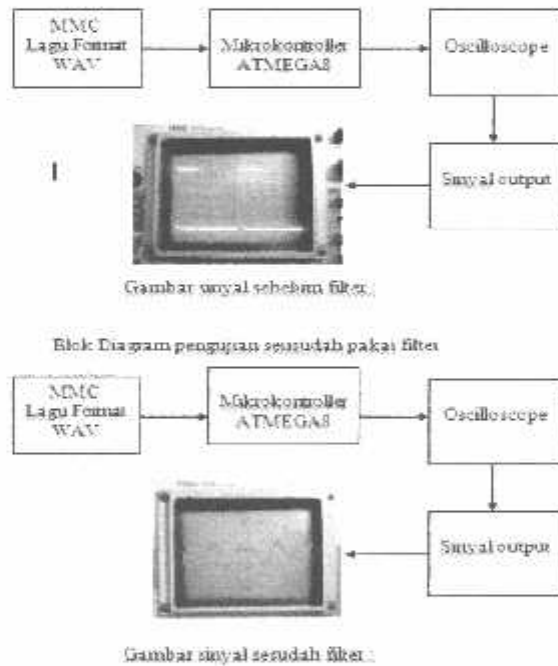 MMC
Lagu Format
WAV
Mikrokontroller
ATMEGA8
Oscilloscope
Sinyal output
Gambar sinyal sebelum filter :
Blok Diagram pengujian seusudah pakai filter
MMC
Lagu Format
WAV
Mikrokontroller
ATMEGA8
Oscilloscope
Sinyal output
Gambar sinyal sesudah filter :